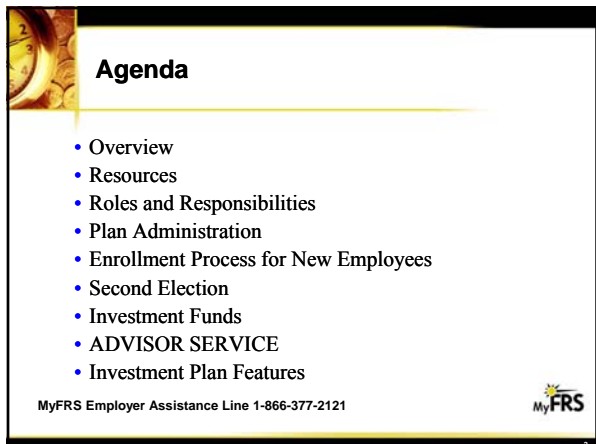 Agenda
• Overview
• Resources
• Roles and Responsibilities
• Plan Administration
• Enrollment Process for New Employees
• Second Election
• Investment Funds
• ADVISOR SERVICE
• Investment Plan Features
MyFRS Employer Assistance Line 1-866-377-2121
MyFRS